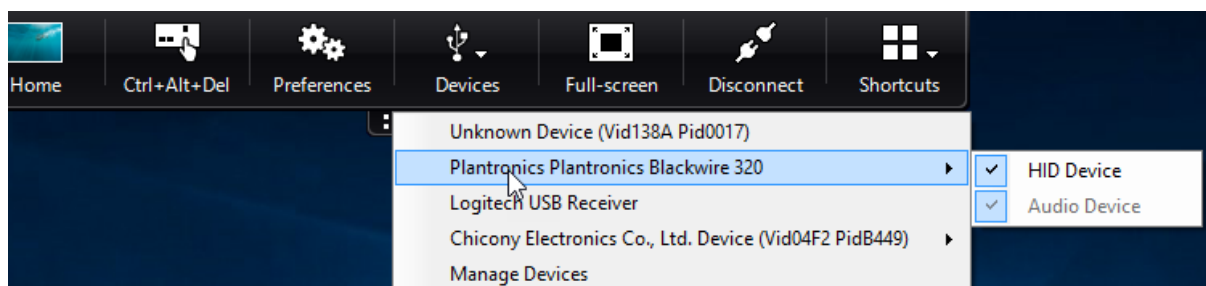 Home Ctrl+Alt+Del Preferences Devices Full-screen Disconnect Shortcuts
Unknown Device (Vid138A Pid0017)
Plantronics Plantronics Blackwire 320
HID Device
Logitech USB Receiver
Audio Device
Chicony Electronics Co., Ltd. Device (Vid04F2 PidB449)
Manage Devices